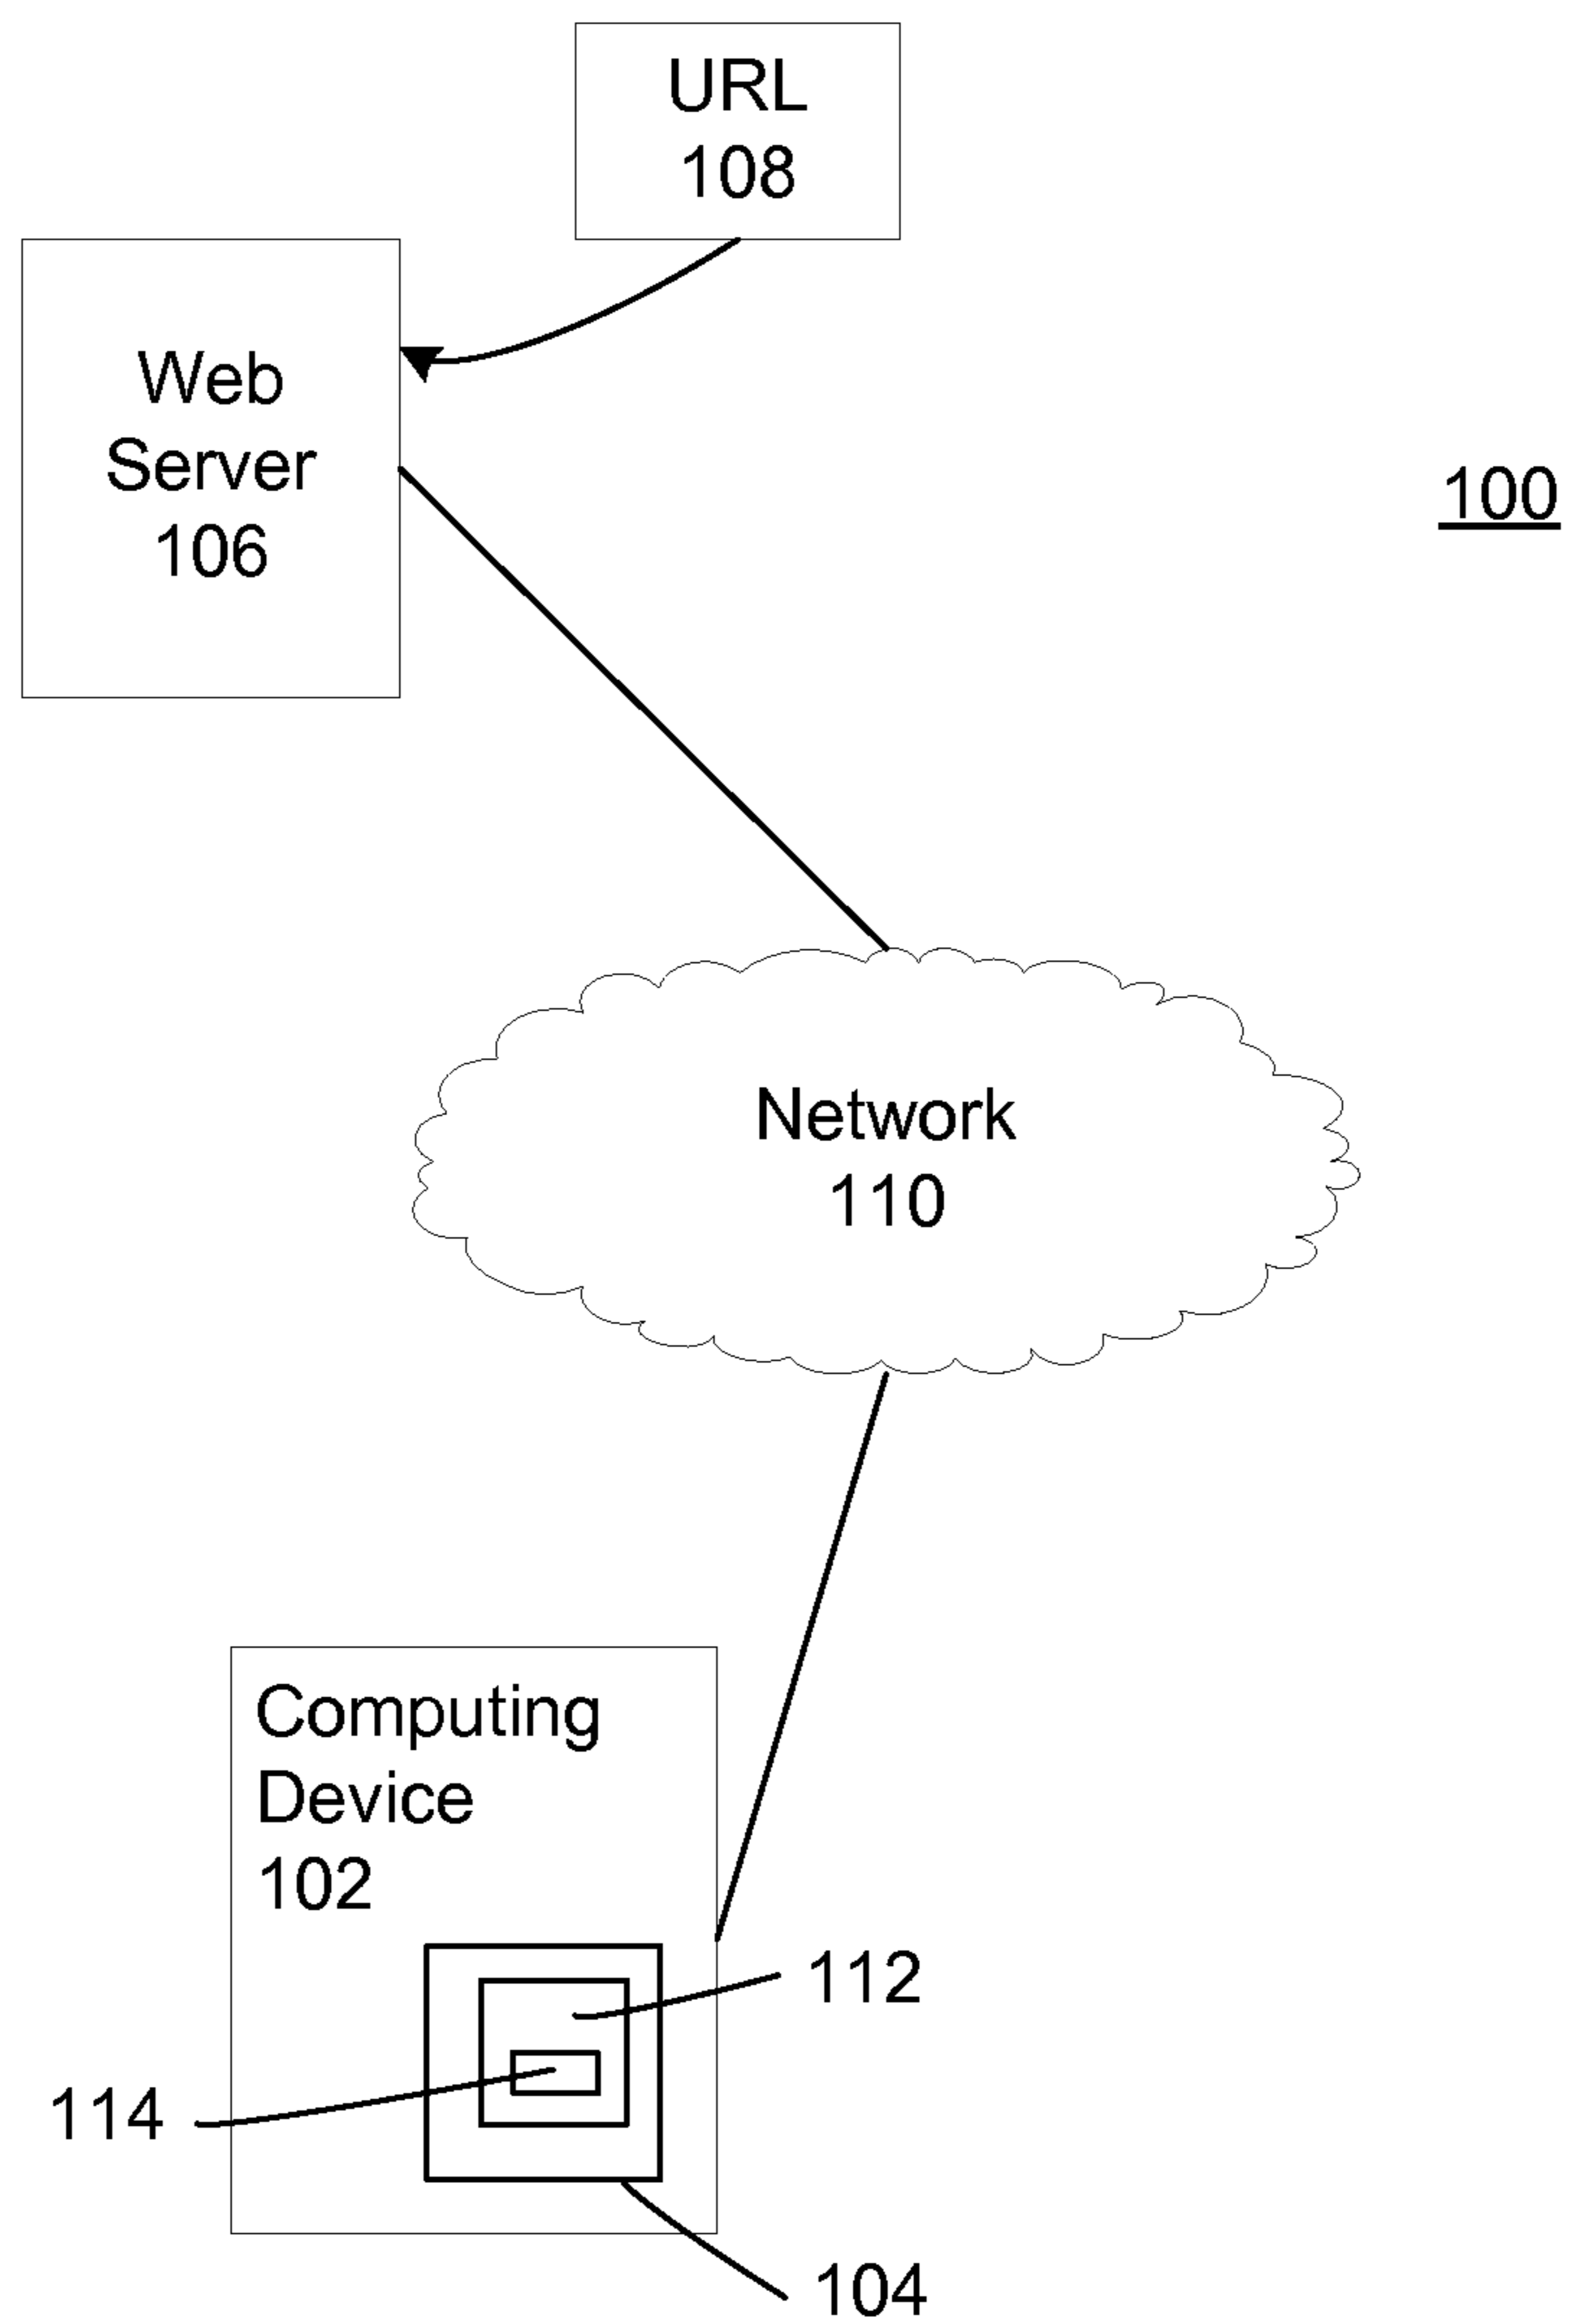 URL
108
Web
Server
106
100
Network
110
Computing
Device
102
112
114
104